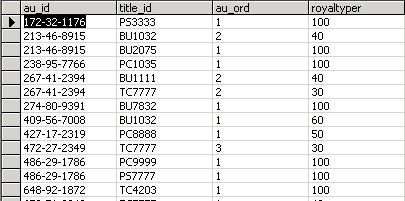 au_id title_id au_ord royaltyper
172-32-1176 PS3333 1 100
213-46-8915 BU1032 2 40
213-46-8915 BU2075 1 100
238-95-7766 PC1035 1 100
267-41-2394 BU1111 2 40
267-41-2394 TC7777 2 30
274-80-9391 BU7832 1 100
409-56-7008 BU1032 1 60
427-17-2319 PC8888 1 50
472-27-2349 TC7777 3 30
486-29-1786 PC9999 1 100
486-29-1786 PS7777 1 100
648-92-1872 TC4203 1 100